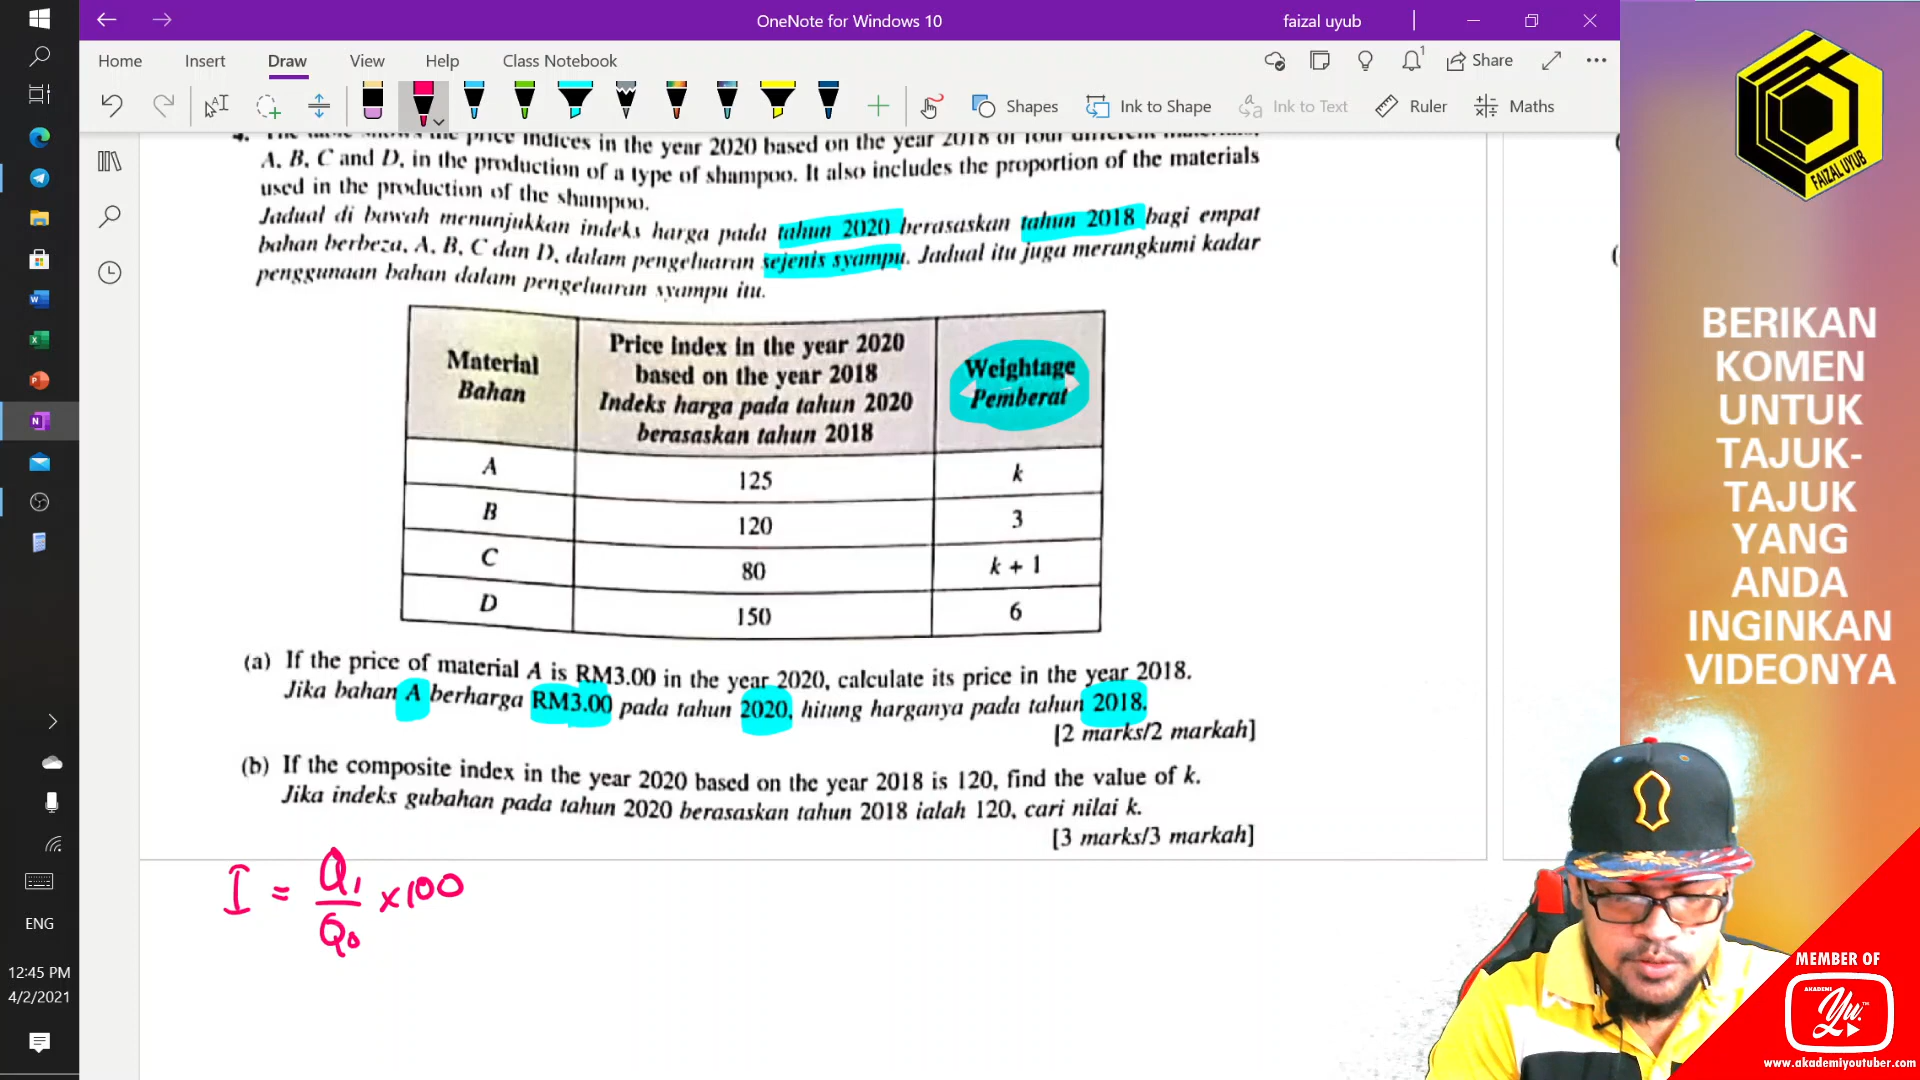 OneNote for Windows 10
faizal uyub
Home Insert Draw View Help Class Notebook
Share
Shapes Ink to Shape Ink to Text Ruler Maths
price indices in the year 2020 based on the year 2018 of four different
A, B, C and D, in the production of a type of shampoo. It also includes the proportion of the materials
used in the production of the shampoo.
Jadual di bawah menunjukkan indeks harga pada tahun 2020 berasaskan tahun 2018 bagi empat
bahan berbeza, A, B, C dan D, dalam pengeluaran sejenis syampu. Jadual itu juga merangkumi kadar
penggunaan bahan dalam pengeluaran syampu itu.
Material
Bahan
Price index in the year 2020
based on the year 2018
Indeks harga pada tahun 2020
berasaskan tahun 2018
Weightage
Pemberat
A 125 k
B 120 3
C 80 k + 1
D 150 6
(a) If the price of material A is RM3.00 in the year 2020, calculate its price in the year 2018.
Jika bahan A berharga RM3.00 pada tahun 2020, hitung harganya pada tahun 2018.
[2 marks/2 markah]
(b) If the composite index in the year 2020 based on the year 2018 is 120, find the value of k.
Jika indeks gubahan pada tahun 2020 berasaskan tahun 2018 ialah 120, cari nilai k.
[3 marks/3 markah]
I = Q1/Q0 × 100
ENG
12:45 PM
4/2/2021
FAIZAL UYUB
BERIKAN
KOMEN
UNTUK
TAJUK-
TAJUK
YANG
ANDA
INGINKAN
VIDEONYA
MEMBER OF
AKADEMI
Yu
www.akademiyoutuber.com